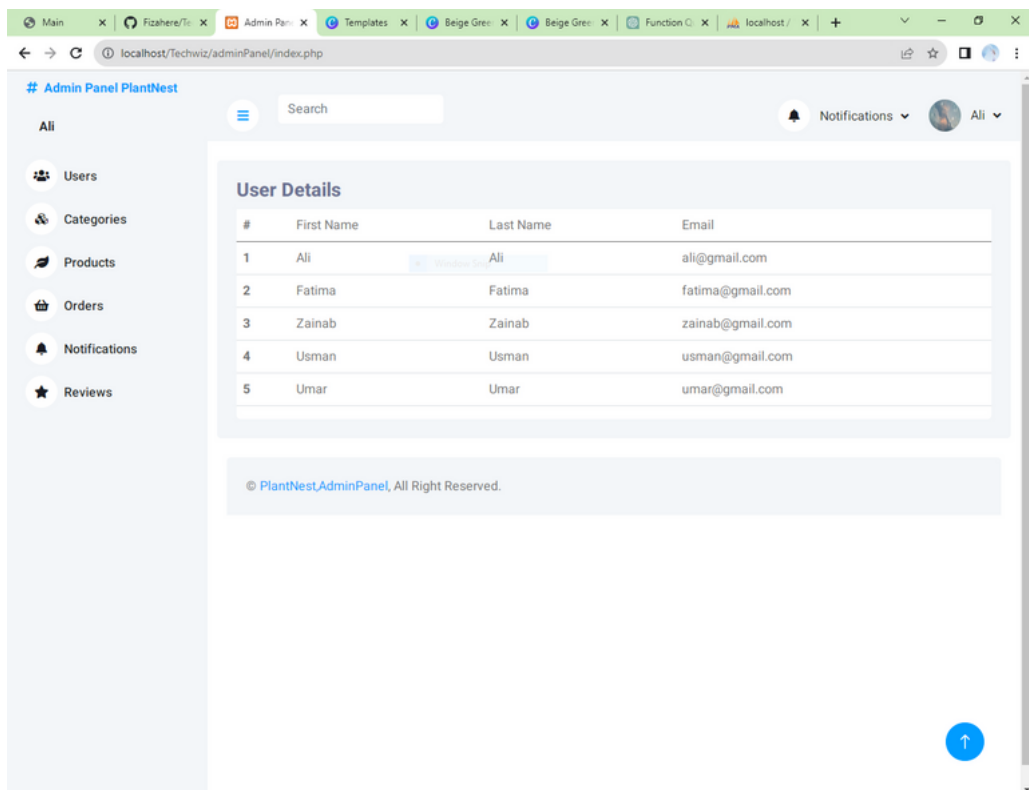 Main
Fizahere/Te
Admin Pan
Templates
Beige Gree
Beige Gree
Function C
localhost /
localhost/Techwiz/adminPanel/index.php
# Admin Panel PlantNest
Search
Notifications
Ali
Ali
Users
Categories
Products
Orders
Notifications
Reviews
User Details
# First Name Last Name Email
1 Ali Ali ali@gmail.com
2 Fatima Fatima fatima@gmail.com
3 Zainab Zainab zainab@gmail.com
4 Usman Usman usman@gmail.com
5 Umar Umar umar@gmail.com
© PlantNest,AdminPanel, All Right Reserved.